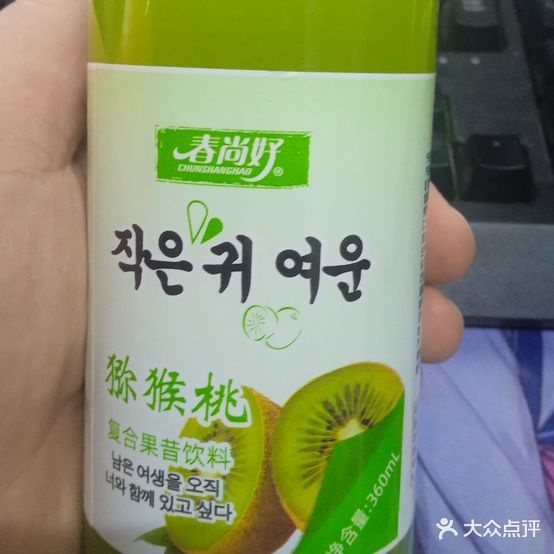 春尚好
CHUNSHANGHAO®
작은 귀 여운
猕猴桃
复合果昔饮料
남은 여생을 오직
너와 함께 있고 싶다
净含量:360mL
大众点评